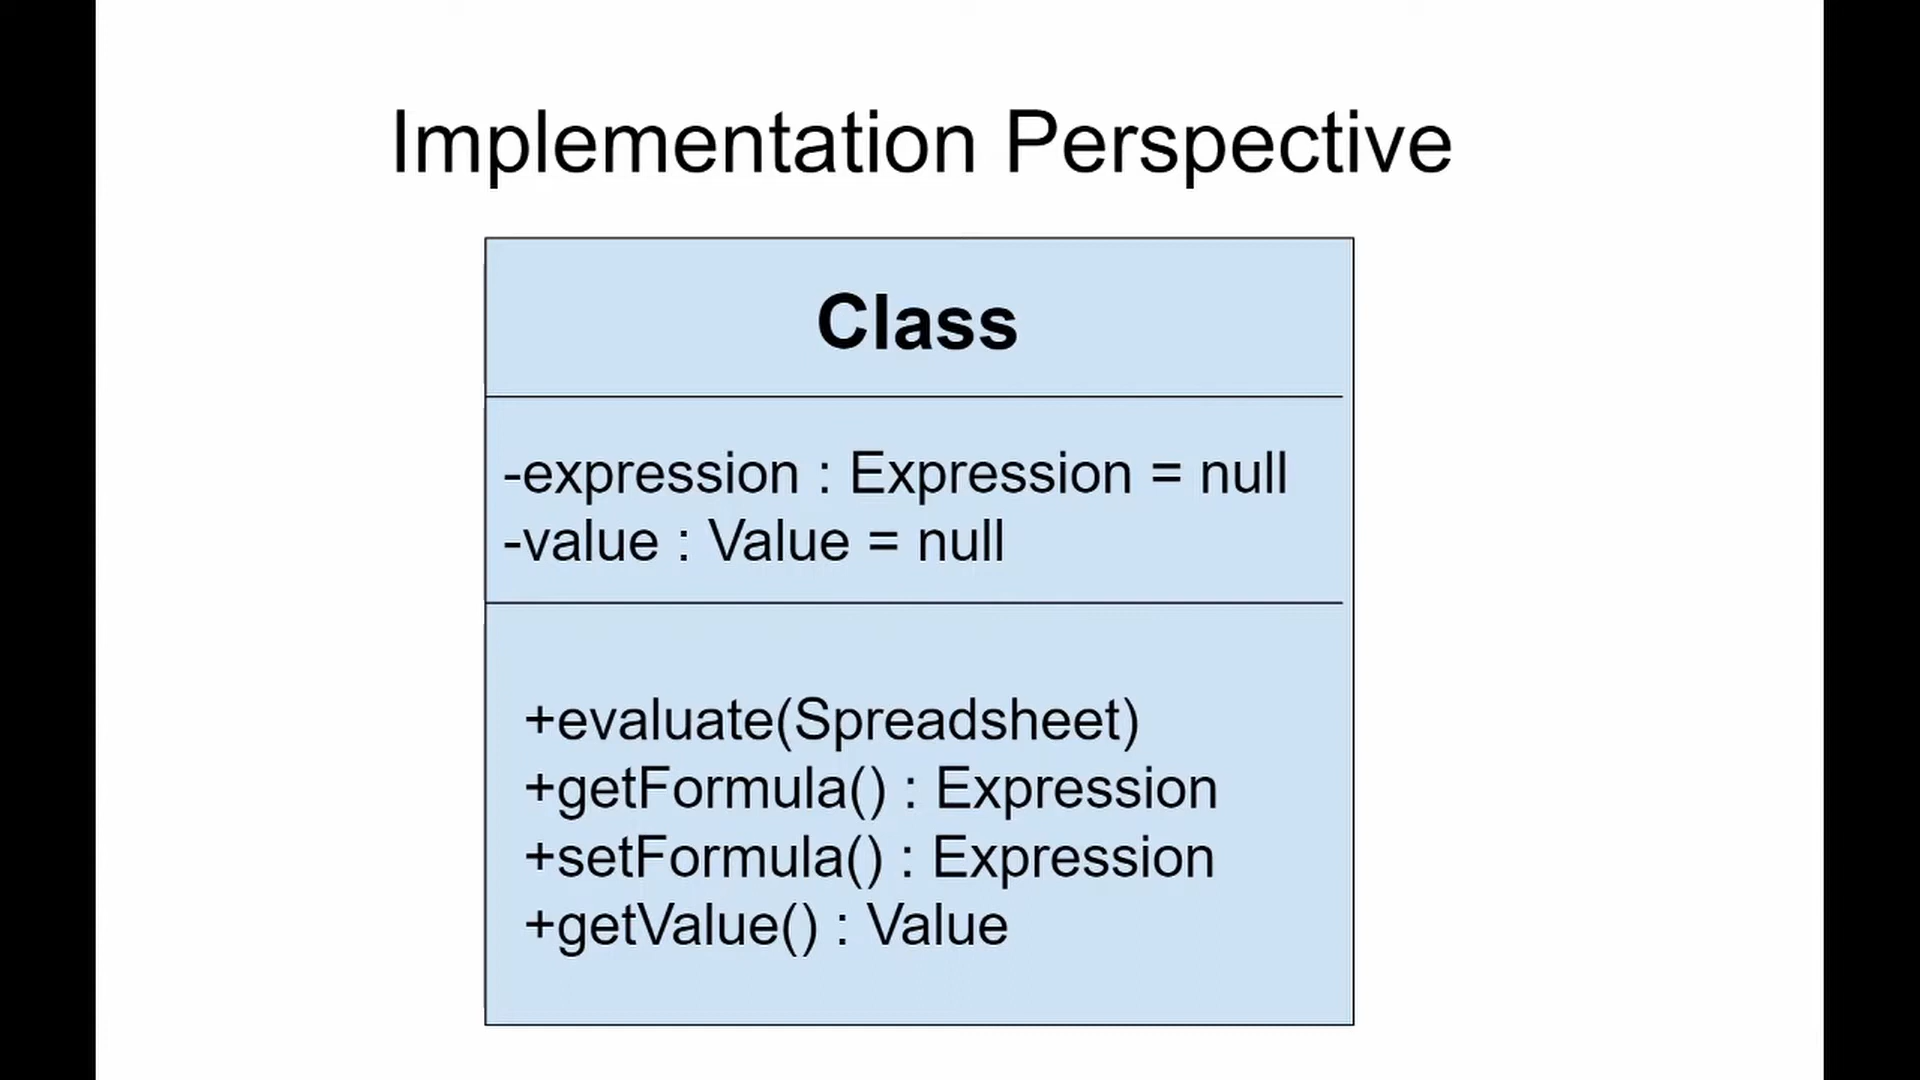 Implementation Perspective
Class
-expression : Expression = null
-value : Value = null
+evaluate(Spreadsheet)
+getFormula() : Expression
+setFormula() : Expression
+getValue() : Value